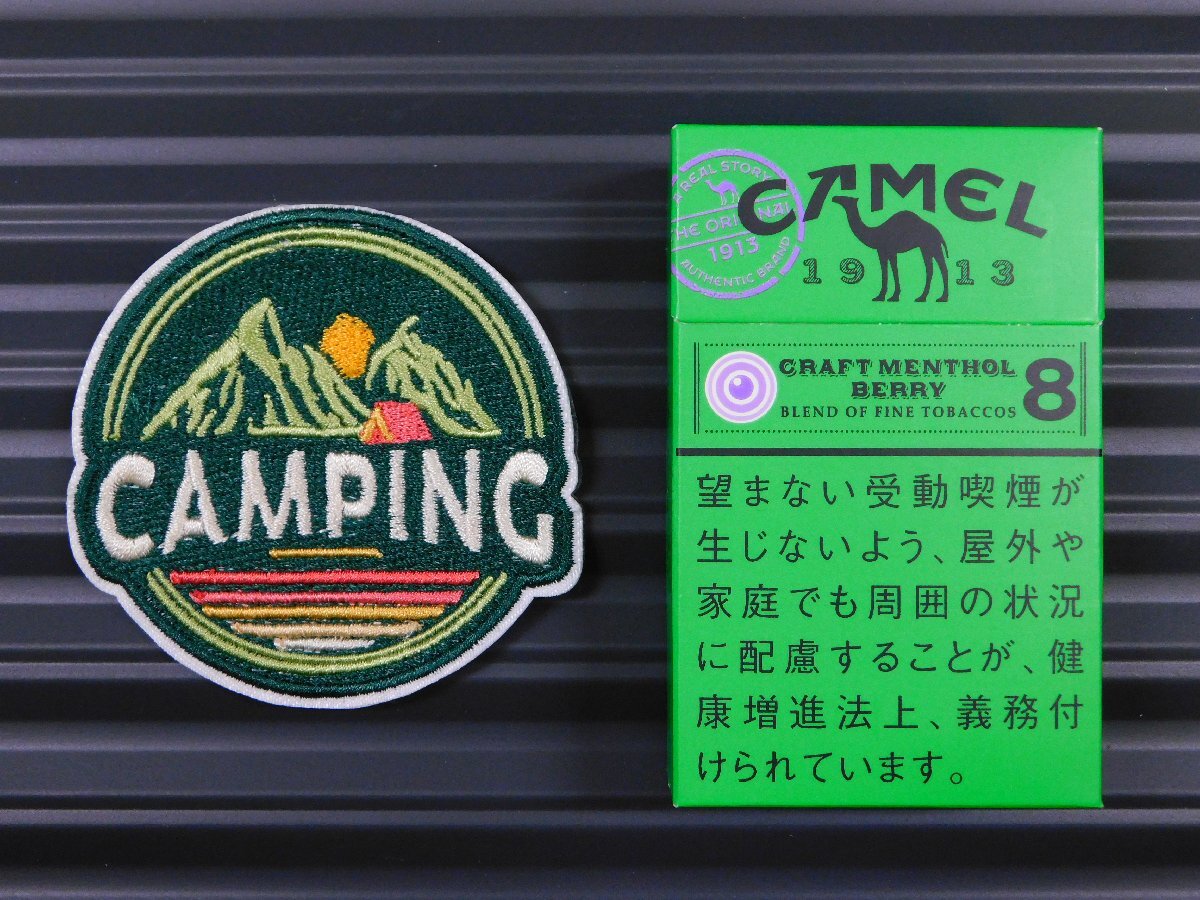 CAMPING
REAL STORY
THE ORIGINAL
1913
AUTHENTIC BRAND
CAMEL
1913
CRAFT MENTHOL
BERRY
BLEND OF FINE TOBACCOS
8
望まない受動喫煙が
生じないよう、屋外や
家庭でも周囲の状況
に配慮することが、健
康増進法上、義務付
けられています。